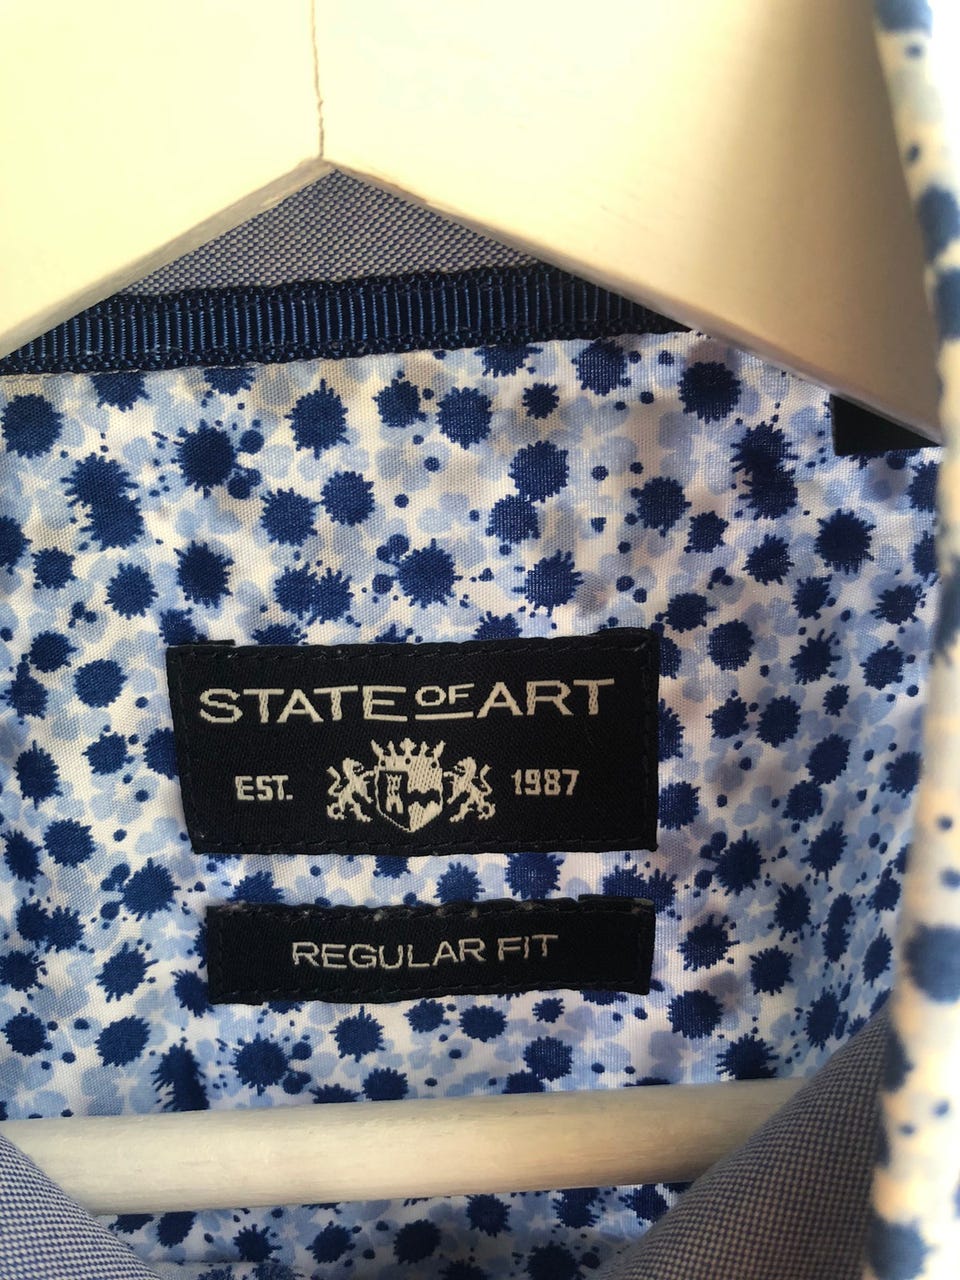 STATE OF ART
EST. 1987
REGULAR FIT